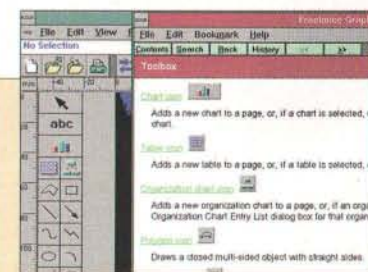 Freelance Graph
File Edit View
File Edit Bookmark Help
No Selection
Contents Search Back History << >>
Toolbox
Chart icon
Adds a new chart to a page, or, if a chart is selected,
chart.
abc
Table icon
Adds a new table to a page, or, if a table is selected,
Organization chart icon
Adds a new organization chart to a page, or, if an orga
Organization Chart Entry List dialog box for that organ
Polygon icon
Draws a closed multi-sided object with straight sides.